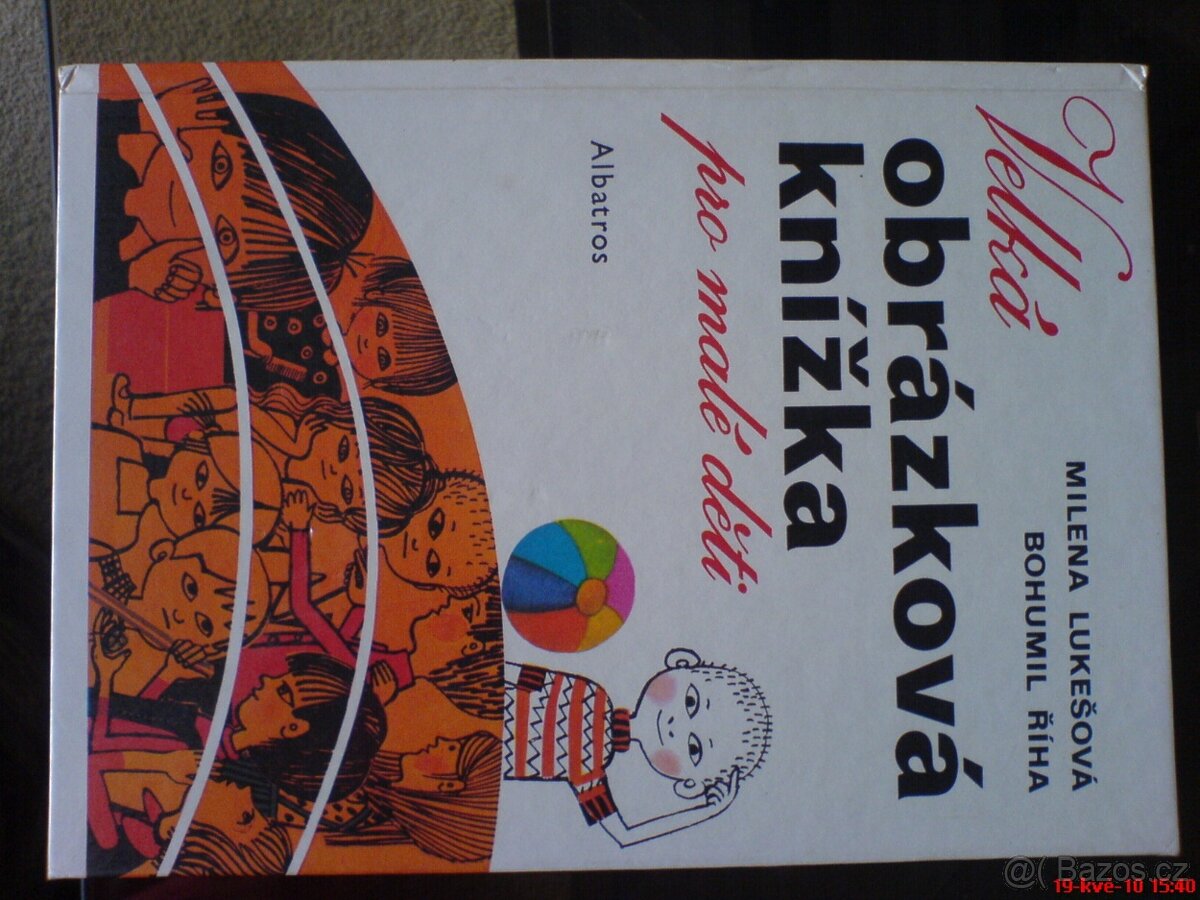 MILENA LUKEŠOVÁ
BOHUMIL ŘÍHA
Velká
obrázková
knížka
pro malé děti
Albatros
@( Bazos.cz
19-kvě-10 15:40